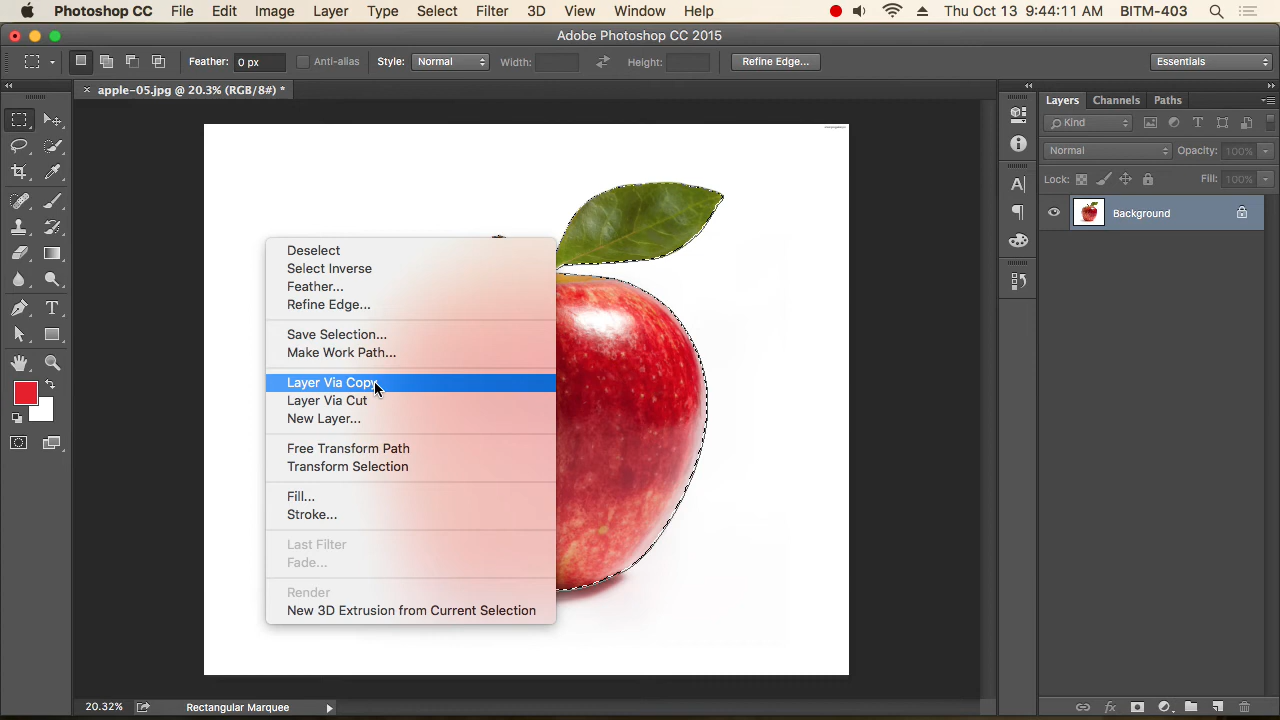 Photoshop CC File Edit Image Layer Type Select Filter 3D View Window Help Thu Oct 13 9:44:11 AM BITM-403
Adobe Photoshop CC 2015
Feather: 0 px Anti-alias Style: Normal Width: Height: Refine Edge... Essentials
× apple-05.jpg @ 20.3% (RGB/8#) *
Layers Channels Paths
Kind
Normal Opacity: 100%
Lock: Fill: 100%
Background
Deselect
Select Inverse
Feather...
Refine Edge...
Save Selection...
Make Work Path...
Layer Via Copy
Layer Via Cut
New Layer...
Free Transform Path
Transform Selection
Fill...
Stroke...
Last Filter
Fade...
Render
New 3D Extrusion from Current Selection
20.32% Rectangular Marquee